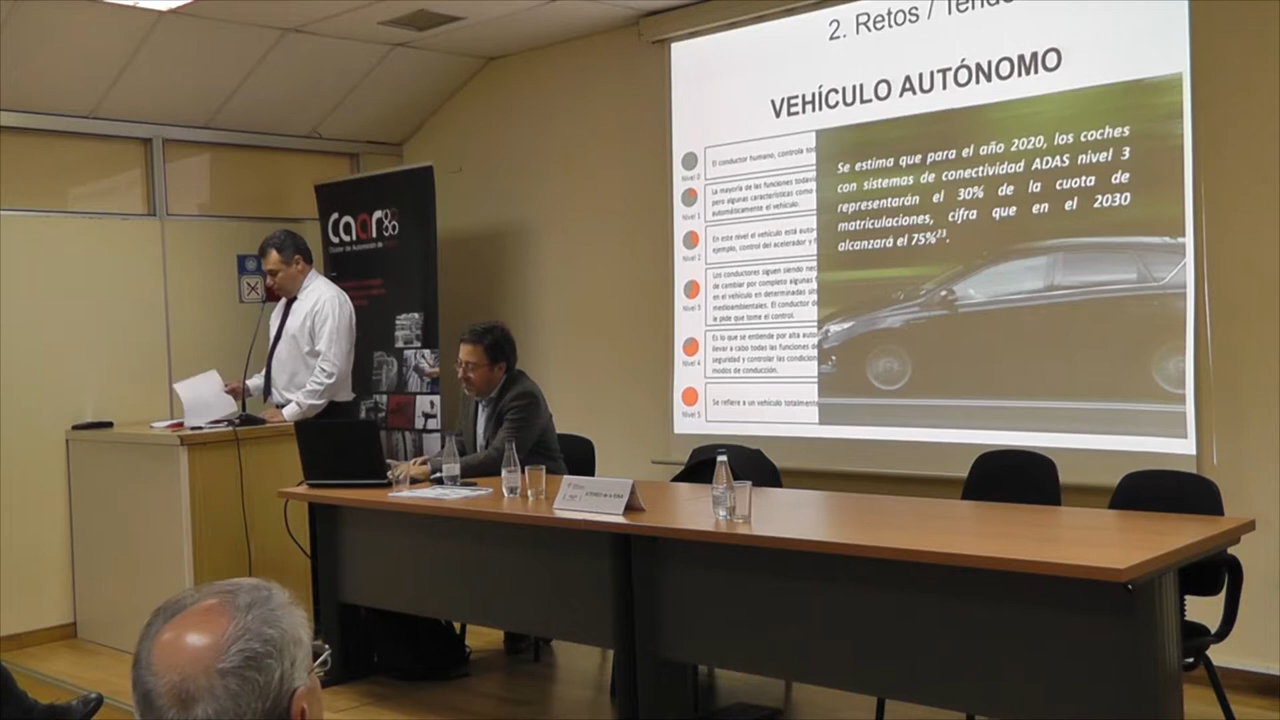 2. Retos /
VEHÍCULO AUTÓNOMO
Nivel 0
El conductor humano, controla
Nivel 1
La mayoría de las funciones
pero algunas características como
automáticamente el vehículo.
Nivel 2
En este nivel el vehículo está
ejemplo, control del acelerador y
Nivel 3
Los conductores siguen siendo
de cambiar por completo algunas
en el vehículo en determinadas
medioambientales. El conductor
le pide que tome el control.
Nivel 4
Es lo que se entiende por alta
llevar a cabo todas las funciones
seguridad y controlar las
modos de conducción.
Nivel 5
Se refiere a un vehículo
Se estima que para el año 2020, los coches
con sistemas de conectividad ADAS nivel 3
representarán el 30% de la cuota de
matriculaciones, cifra que en el 2030
alcanzará el 75%23.
caar
Cluster de Automoción de